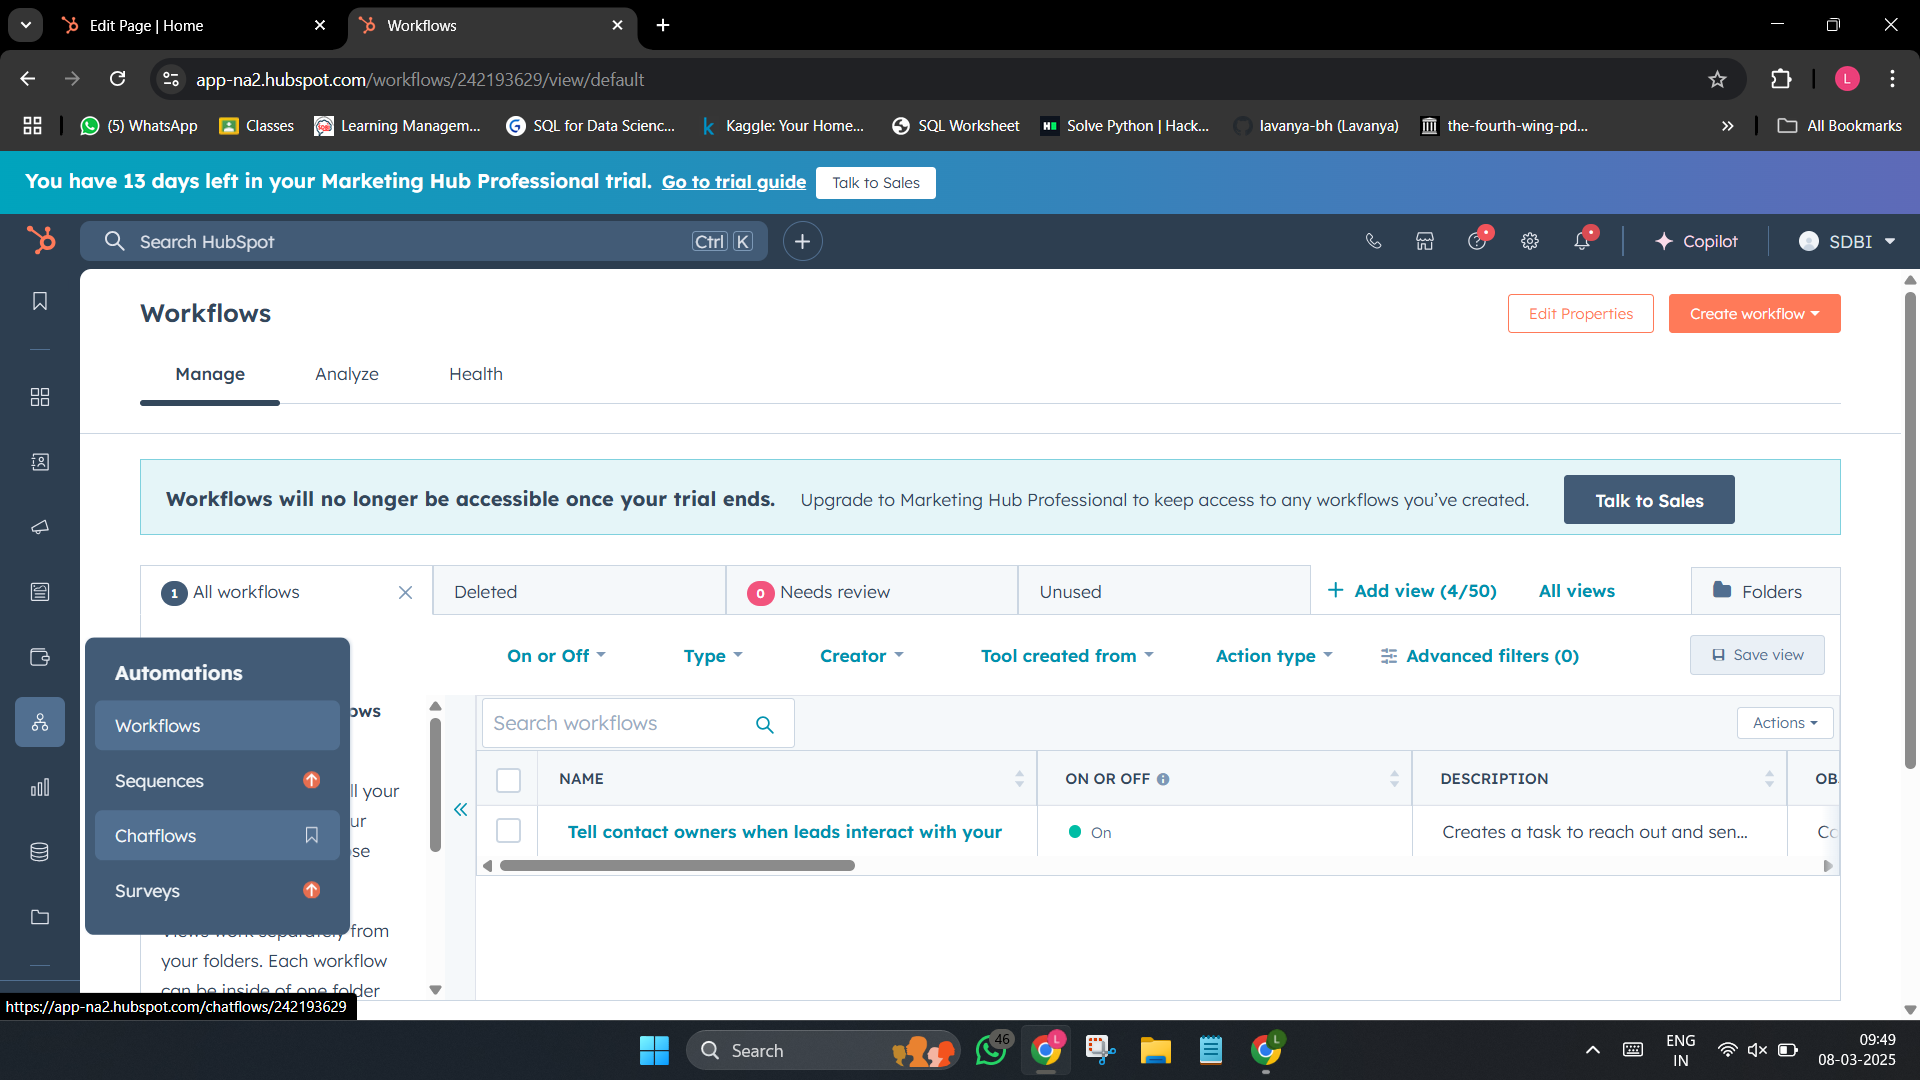 Edit Page | Home
Workflows
app-na2.hubspot.com/workflows/242193629/view/default
L
(5) WhatsApp
Classes
Learning Managem...
SQL for Data Scienc...
Kaggle: Your Home...
SQL Worksheet
Solve Python | Hack...
lavanya-bh (Lavanya)
the-fourth-wing-pd...
All Bookmarks
You have 13 days left in your Marketing Hub Professional trial. Go to trial guide Talk to Sales
Search HubSpot
Ctrl K
Copilot
SDBI
Workflows
Edit Properties
Create workflow
Manage
Analyze
Health
Workflows will no longer be accessible once your trial ends. Upgrade to Marketing Hub Professional to keep access to any workflows you've created. Talk to Sales
1 All workflows
Deleted
0 Needs review
Unused
Add view (4/50)
All views
Folders
On or Off
Type
Creator
Tool created from
Action type
Advanced filters (0)
Save view
Automations
Workflows
Sequences
Chatflows
Surveys
ows
ll your
ur
se
from
your folders. Each workflow
can be inside of one folder
Search workflows
Actions
NAME
ON OR OFF
DESCRIPTION
OB
Tell contact owners when leads interact with your
On
Creates a task to reach out and sen...
Co
https://app-na2.hubspot.com/chatflows/242193629
Search
46
L
L
ENG
IN
09:49
08-03-2025